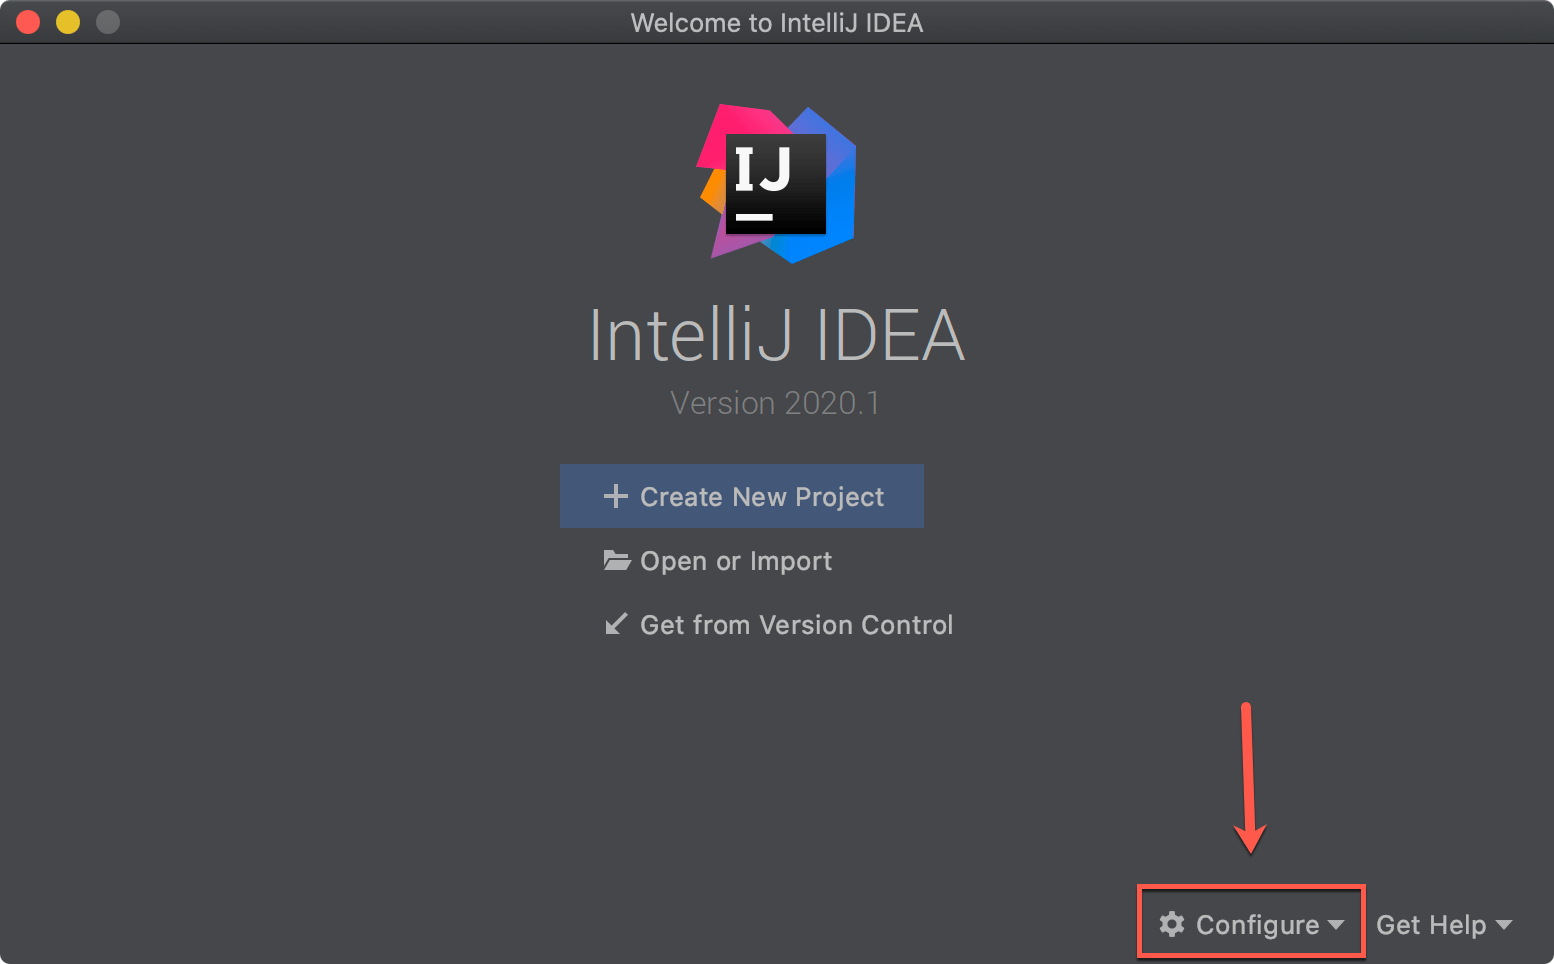 Welcome to IntelliJ IDEA
IJ
IntelliJ IDEA
Version 2020.1
Create New Project
Open or Import
Get from Version Control
Configure
Get Help